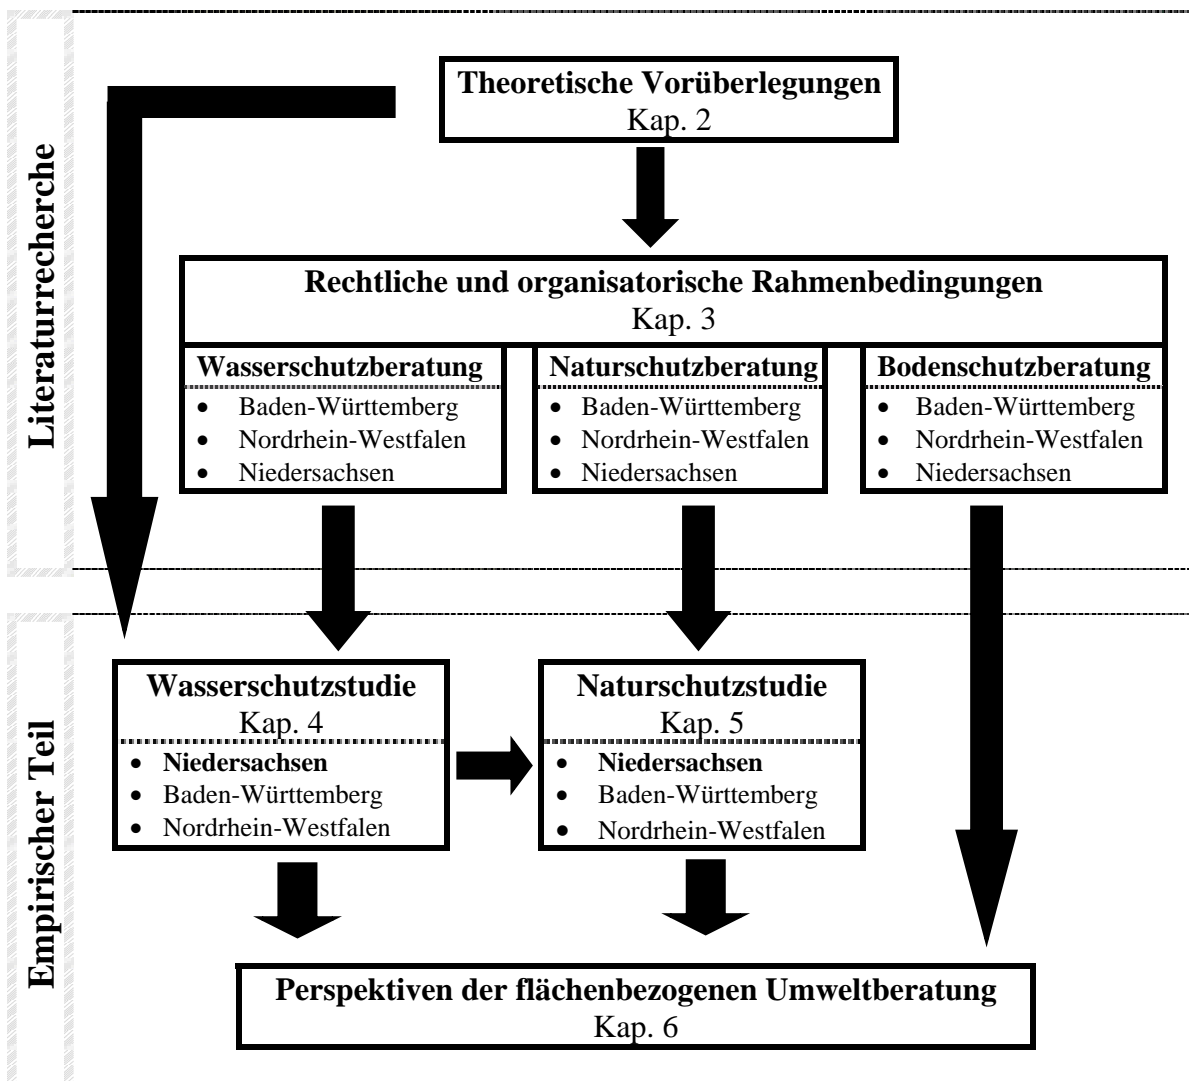 Literaturrecherche
Theoretische Vorüberlegungen
Kap. 2
Rechtliche und organisatorische Rahmenbedingungen
Kap. 3
Wasserschutzberatung
• Baden-Württemberg
• Nordrhein-Westfalen
• Niedersachsen
Naturschutzberatung
• Baden-Württemberg
• Nordrhein-Westfalen
• Niedersachsen
Bodenschutzberatung
• Baden-Württemberg
• Nordrhein-Westfalen
• Niedersachsen
Empirischer Teil
Wasserschutzstudie
Kap. 4
• Niedersachsen
• Baden-Württemberg
• Nordrhein-Westfalen
Naturschutzstudie
Kap. 5
• Niedersachsen
• Baden-Württemberg
• Nordrhein-Westfalen
Perspektiven der flächenbezogenen Umweltberatung
Kap. 6